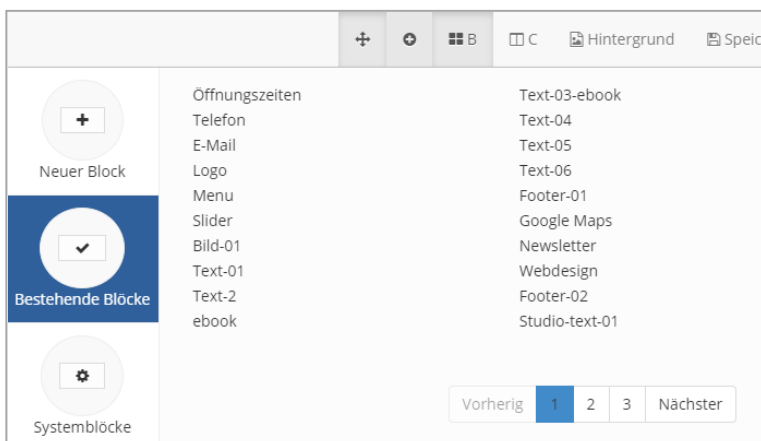 B C Hintergrund Speic
Neuer Block
Bestehende Blöcke
Systemblöcke
Öffnungszeiten
Telefon
E-Mail
Logo
Menu
Slider
Bild-01
Text-01
Text-2
ebook
Text-03-ebook
Text-04
Text-05
Text-06
Footer-01
Google Maps
Newsletter
Webdesign
Footer-02
Studio-text-01
Vorherig 1 2 3 Nächster